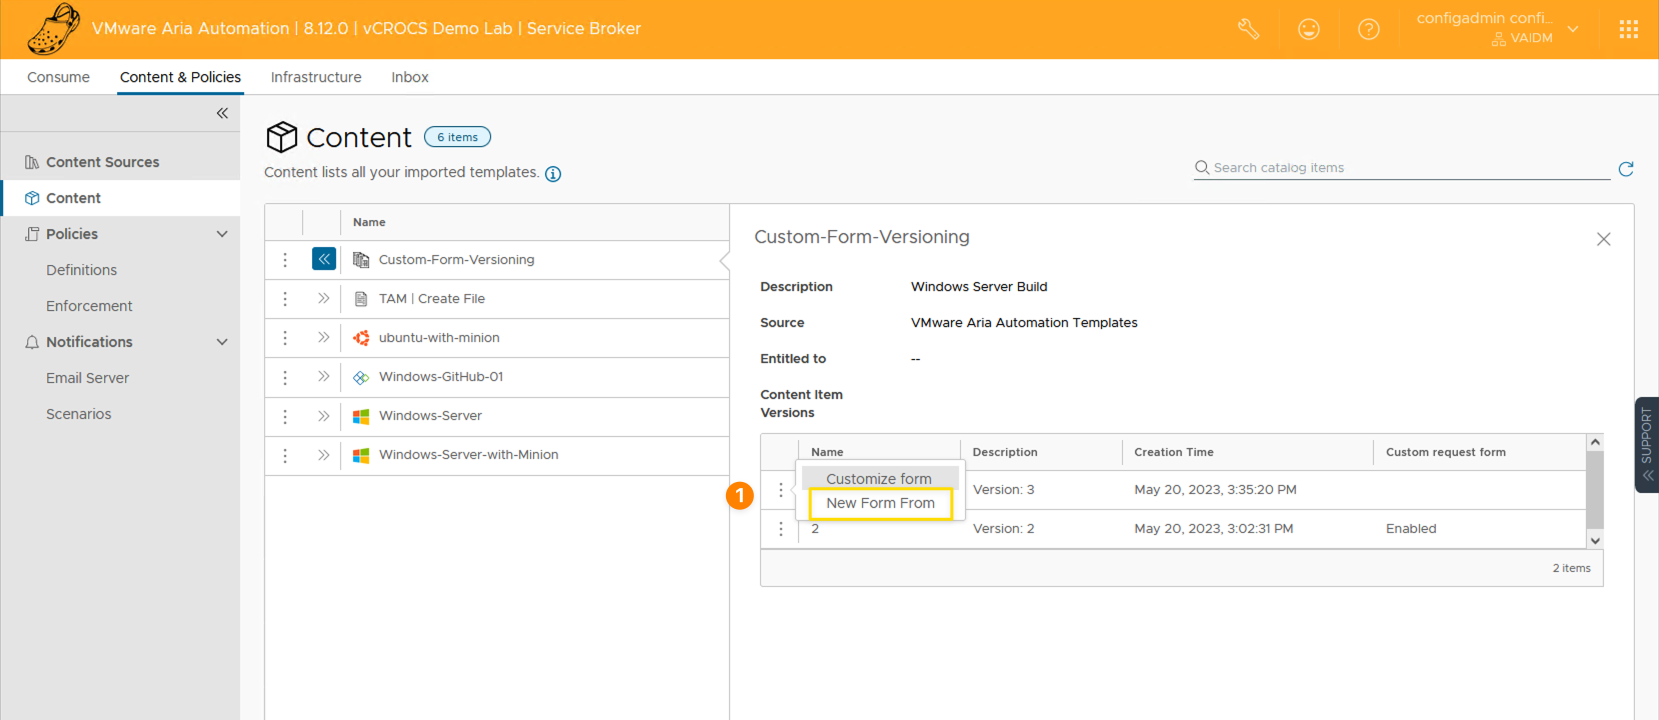 VMware Aria Automation | 8.12.0 | vCROCS Demo Lab | Service Broker
configadmin confi...
VAIDM
Consume
Content & Policies
Infrastructure
Inbox
Content Sources
Content
Policies
Definitions
Enforcement
Notifications
Email Server
Scenarios
Content
6 items
Content lists all your imported templates.
Search catalog items
Name
Custom-Form-Versioning
TAM | Create File
ubuntu-with-minion
Windows-GitHub-01
Windows-Server
Windows-Server-with-Minion
Custom-Form-Versioning
Description
Windows Server Build
Source
VMware Aria Automation Templates
Entitled to
--
Content Item
Versions
Name
Description
Creation Time
Custom request form
1
Customize form
New Form From
Version: 3
May 20, 2023, 3:35:20 PM
2
Version: 2
May 20, 2023, 3:02:31 PM
Enabled
2 items
SUPPORT